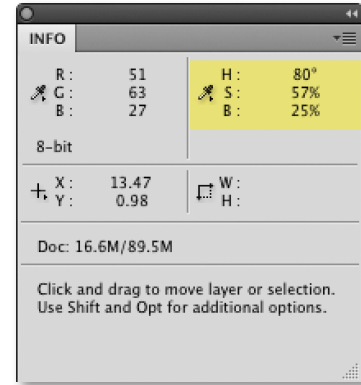 INFO
R: 51
G: 63
B: 27
8-bit
H: 80°
S: 57%
B: 25%
X: 13.47
Y: 0.98
W:
H:
Doc: 16.6M/89.5M
Click and drag to move layer or selection.
Use Shift and Opt for additional options.